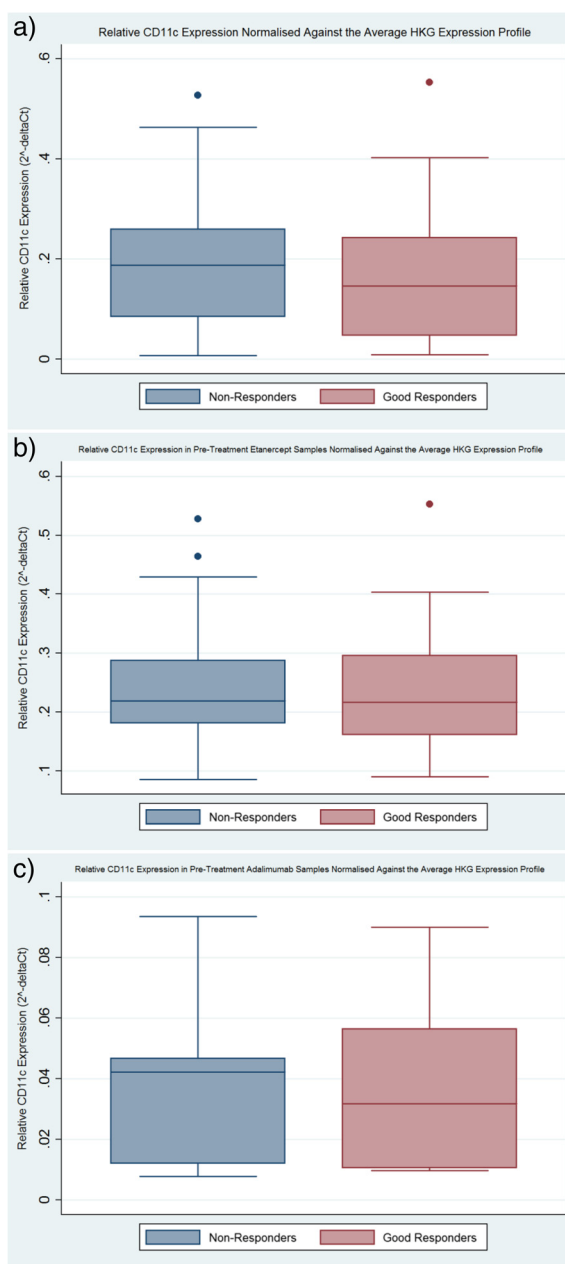 a)
Relative CD11c Expression Normalised Against the Average HKG Expression Profile
Relative CD11c Expression (2^-deltaCt)
.6
.4
.2
0
Non-Responders Good Responders
b)
Relative CD11c Expression in Pre-Treatment Etanercept Samples Normalised Against the Average HKG Expression Profile
Relative CD11c Expression (2^-deltaCt)
.6
.5
.4
.3
.2
.1
Non-Responders Good Responders
c)
Relative CD11c Expression in Pre-Treatment Adalimumab Samples Normalised Against the Average HKG Expression Profile
Relative CD11c Expression (2^-deltaCt)
.1
.08
.06
.04
.02
0
Non-Responders Good Responders